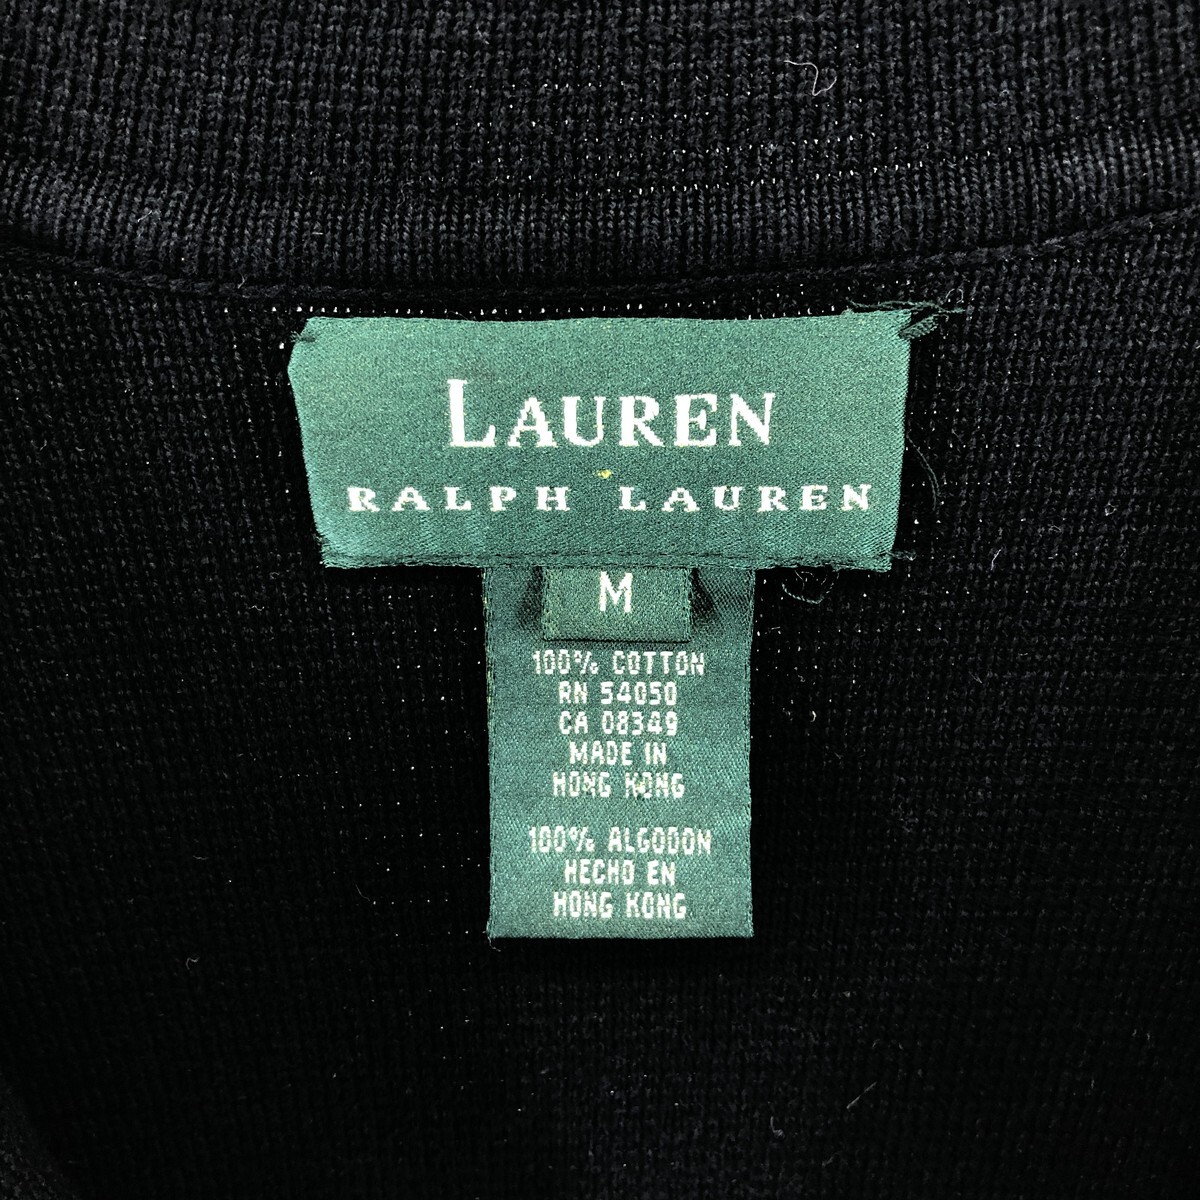 LAUREN
RALPH LAUREN
M
100% COTTON
RN 54050
CA 08349
MADE IN
HONG KONG
100% ALGODON
HECHO EN
HONG KONG